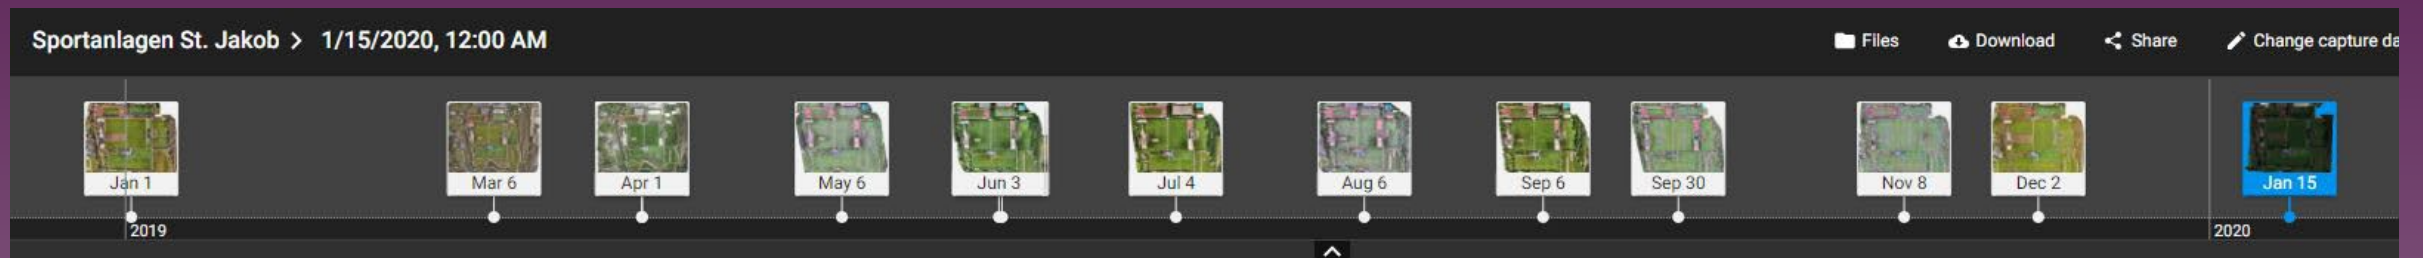 Sportanlagen St. Jakob > 1/15/2020, 12:00 AM
Files Download Share Change capture da
Jan 1 Mar 6 Apr 1 May 6 Jun 3 Jul 4 Aug 6 Sep 6 Sep 30 Nov 8 Dec 2 Jan 15
2019 2020